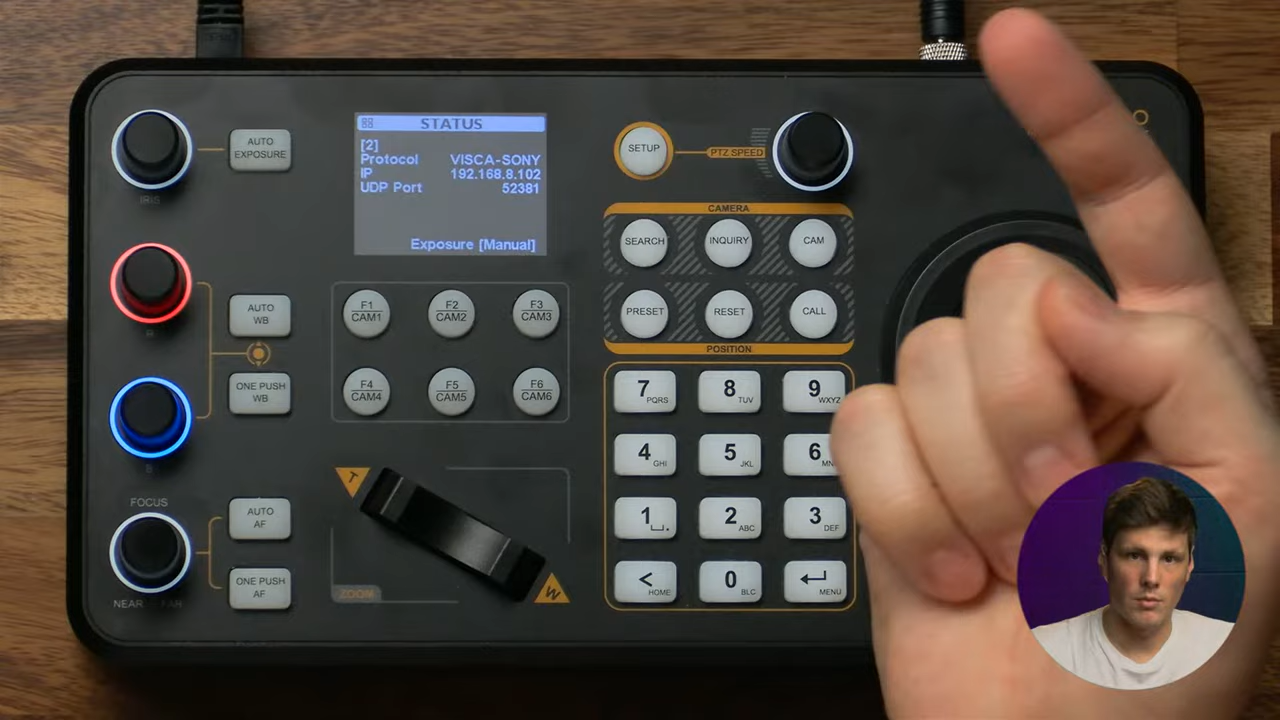 STATUS
[2]
Protocol VISCA-SONY
IP 192.168.8.102
UDP Port 52381
Exposure [Manual]
IRIS
AUTO EXPOSURE
R
AUTO WB
ONE PUSH WB
B
FOCUS
NEAR FAR
AUTO AF
ONE PUSH AF
F1 CAM1
F2 CAM2
F3 CAM3
F4 CAM4
F5 CAM5
F6 CAM6
T
W
ZOOM
SETUP
PTZ SPEED
CAMERA
SEARCH
INQUIRY
CAM
PRESET
RESET
CALL
POSITION
7 PQRS
8 TUV
9 WXYZ
4 GHI
5 JKL
6
1
2 ABC
3 DEF
< HOME
0 BLC
MENU